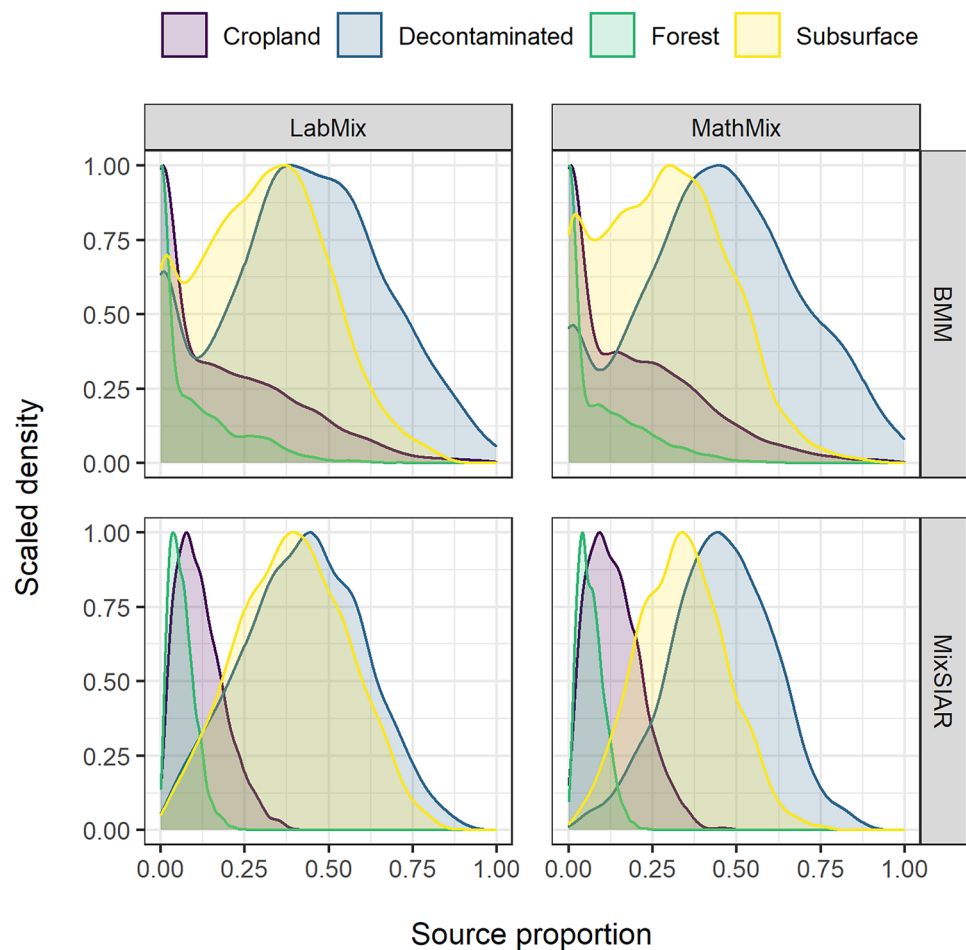 Cropland Decontaminated Forest Subsurface
LabMix MathMix
1.00
0.75
0.50
0.25
0.00
BMM
Scaled density
1.00
0.75
0.50
0.25
0.00
MixSIAR
0.00 0.25 0.50 0.75 1.00 0.00 0.25 0.50 0.75 1.00
Source proportion